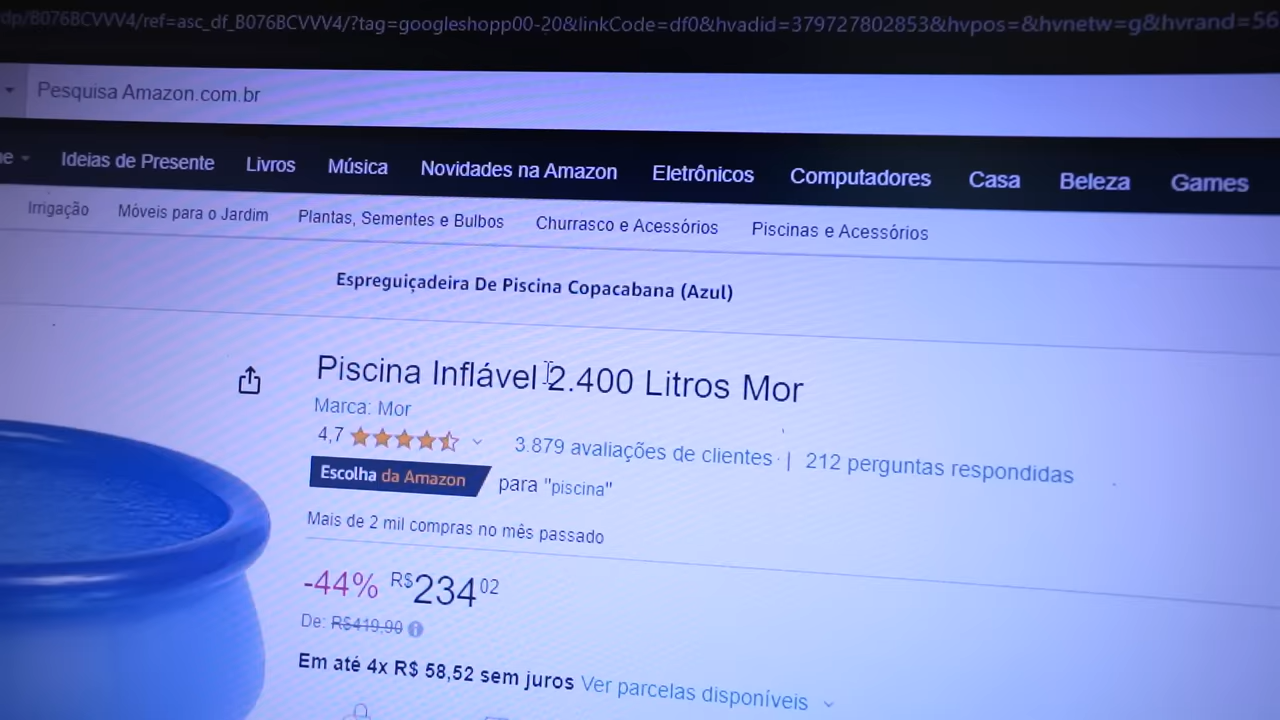 dp/B076BCVVV4/ref=asc_df_B076BCVVV4/?tag=googleshopp00-20&linkCode=df0&hvadid=379727802853&hvpos=&hvnetw=g&hvrand=56
Pesquisa Amazon.com.br
Ideias de Presente Livros Música Novidades na Amazon Eletrônicos Computadores Casa Beleza Games
Irrigação Móveis para o Jardim Plantas, Sementes e Bulbos Churrasco e Acessórios Piscinas e Acessórios
Espreguiçadeira De Piscina Copacabana (Azul)
Piscina Inflável 2.400 Litros Mor
Marca: Mor
4,7 3.879 avaliações de clientes | 212 perguntas respondidas
Escolha da Amazon para "piscina"
Mais de 2 mil compras no mês passado
-44% R$23402
De: R$419,90
Em até 4x R$ 58,52 sem juros Ver parcelas disponíveis